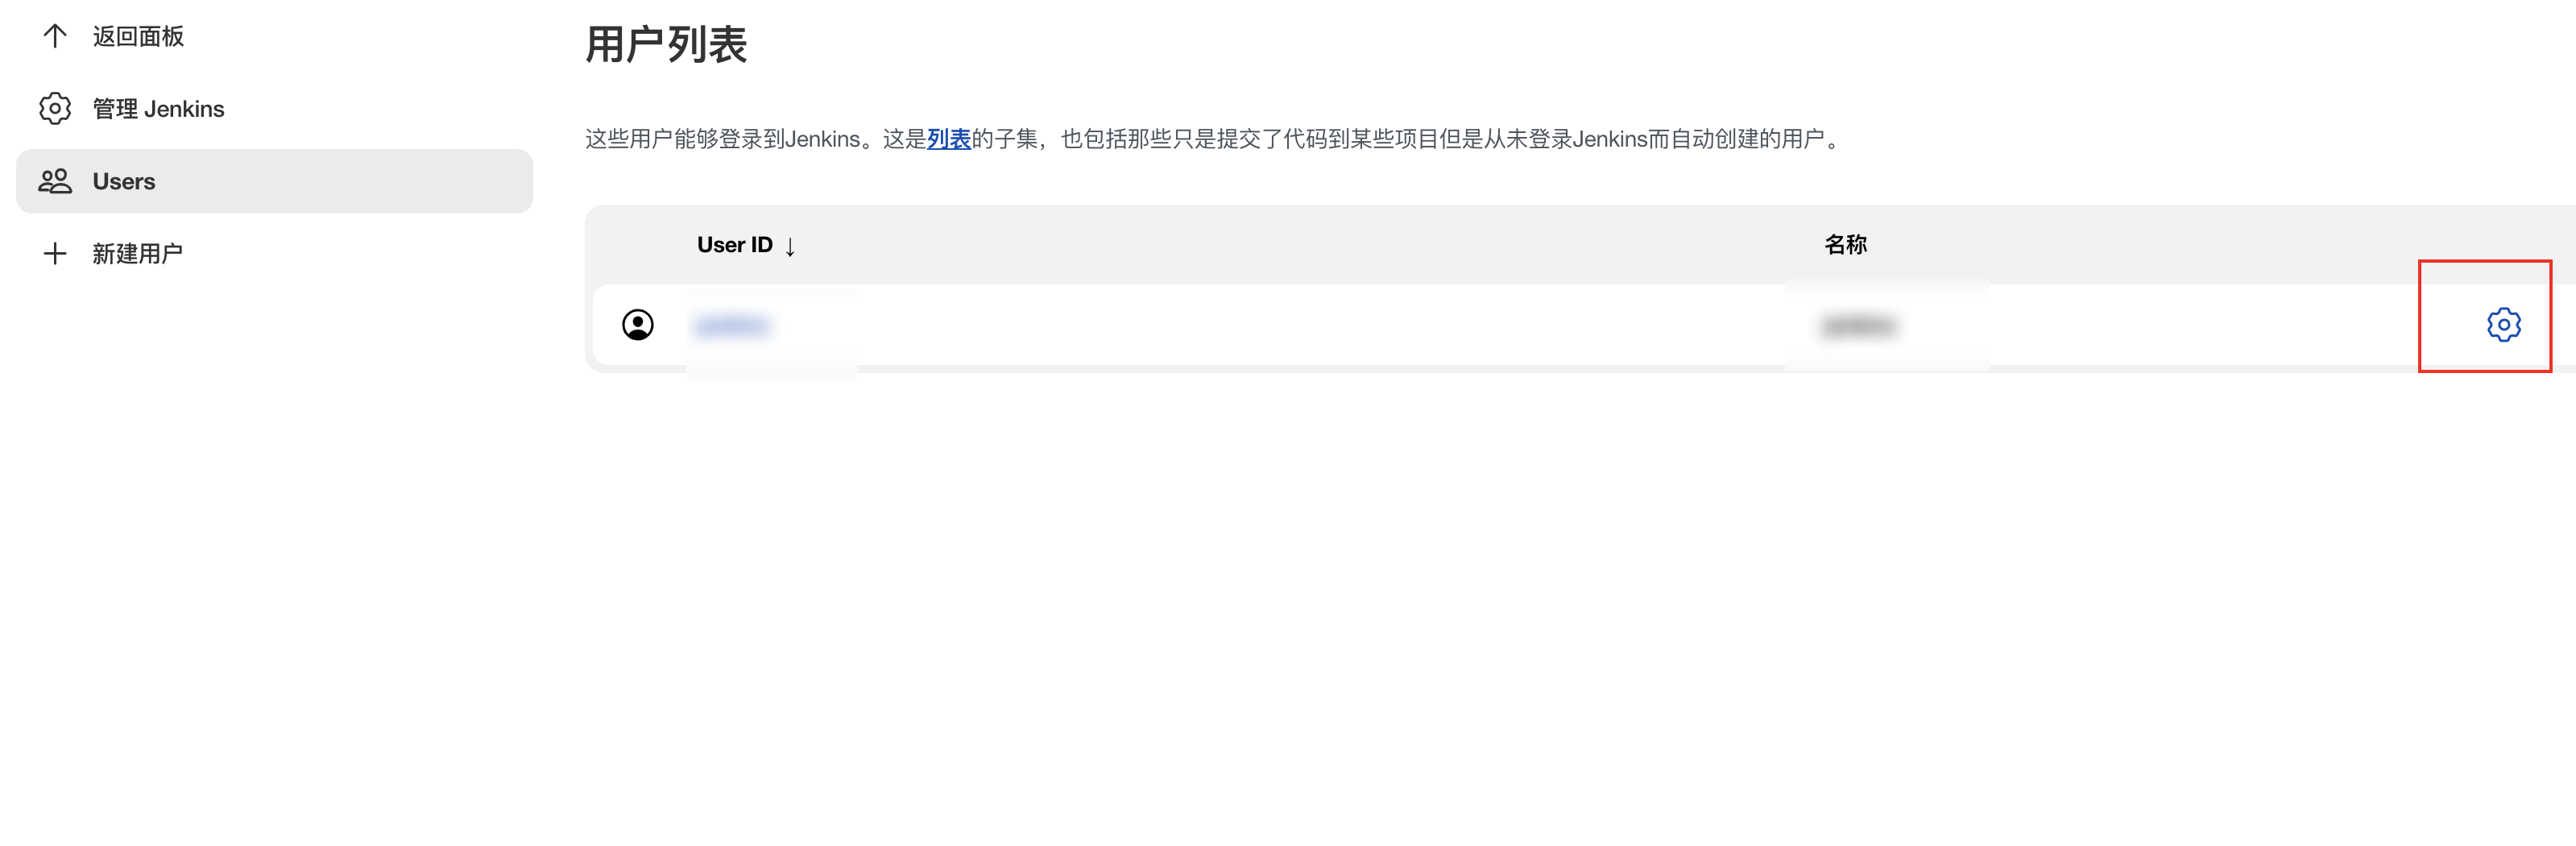 返回面板
管理 Jenkins
Users
新建用户
用户列表
这些用户能够登录到Jenkins。这是列表的子集，也包括那些只是提交了代码到某些项目但是从未登录Jenkins而自动创建的用户。
User ID ↓ 名称